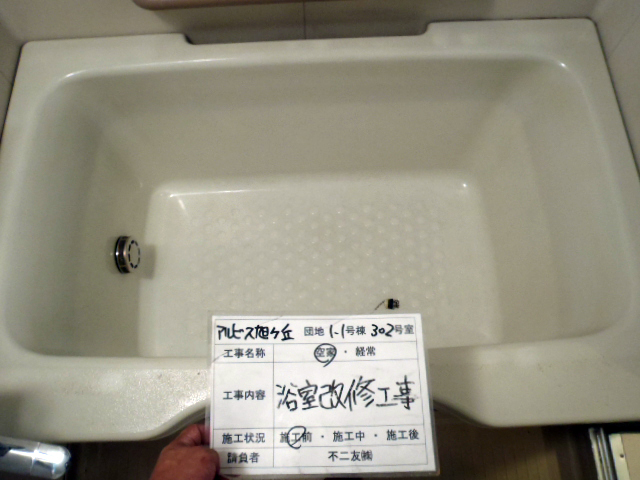 アルビス旭ヶ丘 団地 1-1号棟 302号室
工事名称 空家・経常
工事内容 浴室改修工事
施工状況 施工前・施工中・施工後
請負者 不二友㈱